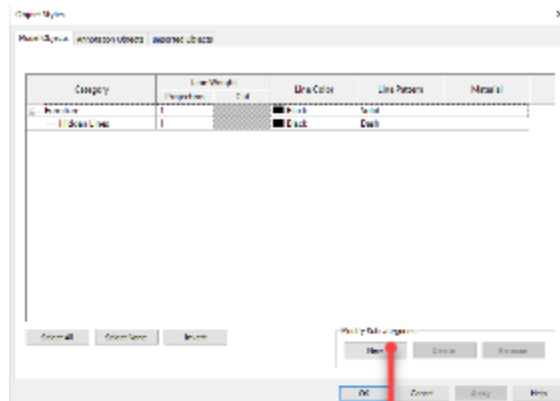 Object Styles
Model Objects Annotation Objects Imported Objects
Category Line Weight Line Color Line Pattern Material
Projection Cut
Furniture 1 Black Solid
Hidden Lines 1 Black Dash
Select All Select None Invert
Modify Subcategories
New Delete Rename
OK Cancel Apply Help